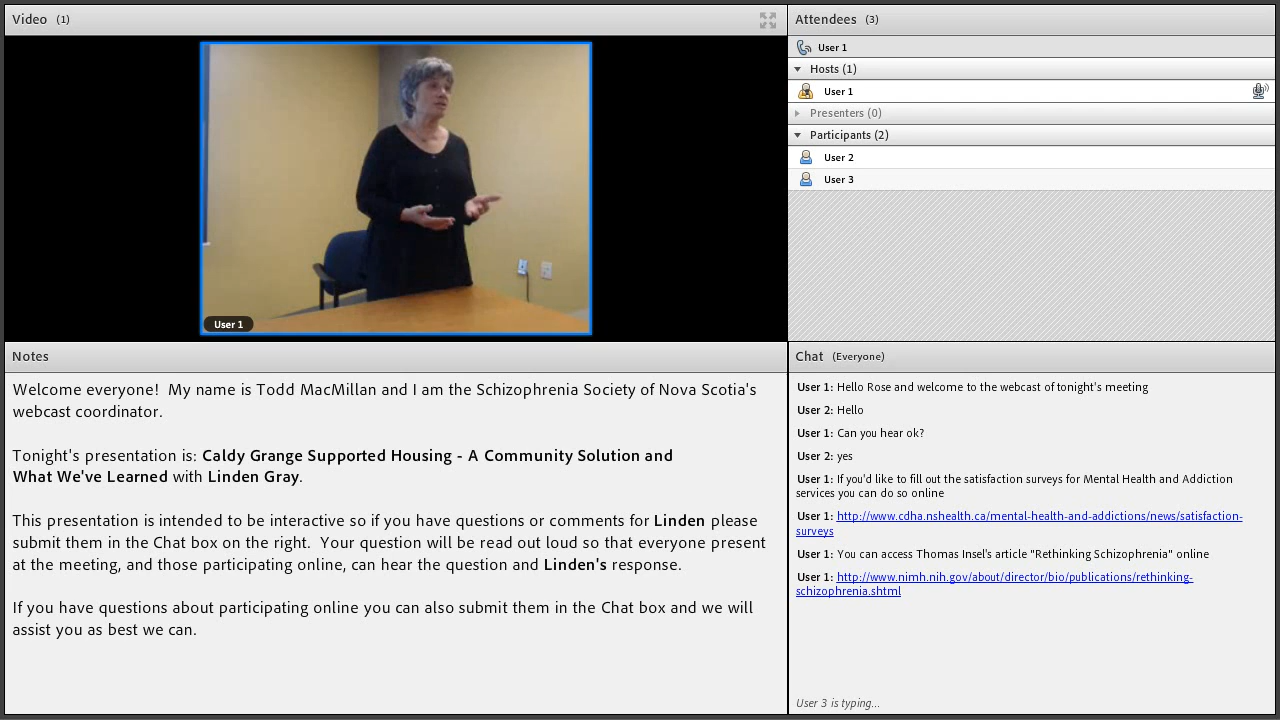 Video (1)
User 1
Attendees (3)
User 1
Hosts (1)
User 1
Presenters (0)
Participants (2)
User 2
User 3
Notes
Welcome everyone!  My name is Todd MacMillan and I am the Schizophrenia Society of Nova Scotia's
webcast coordinator.
Tonight's presentation is: Caldy Grange Supported Housing - A Community Solution and
What We've Learned with Linden Gray.
This presentation is intended to be interactive so if you have questions or comments for Linden please
submit them in the Chat box on the right.  Your question will be read out loud so that everyone present
at the meeting, and those participating online, can hear the question and Linden's response.
If you have questions about participating online you can also submit them in the Chat box and we will
assist you as best we can.
Chat (Everyone)
User 1: Hello Rose and welcome to the webcast of tonight's meeting
User 2: Hello
User 1: Can you hear ok?
User 2: yes
User 1: If you'd like to fill out the satisfaction surveys for Mental Health and Addiction
services you can do so online
User 1: http://www.cdha.nshealth.ca/mental-health-and-addictions/news/satisfaction-
surveys
User 1: You can access Thomas Insel's article "Rethinking Schizophrenia" online
User 1: http://www.nimh.nih.gov/about/director/bio/publications/rethinking-
schizophrenia.shtml
User 3 is typing...